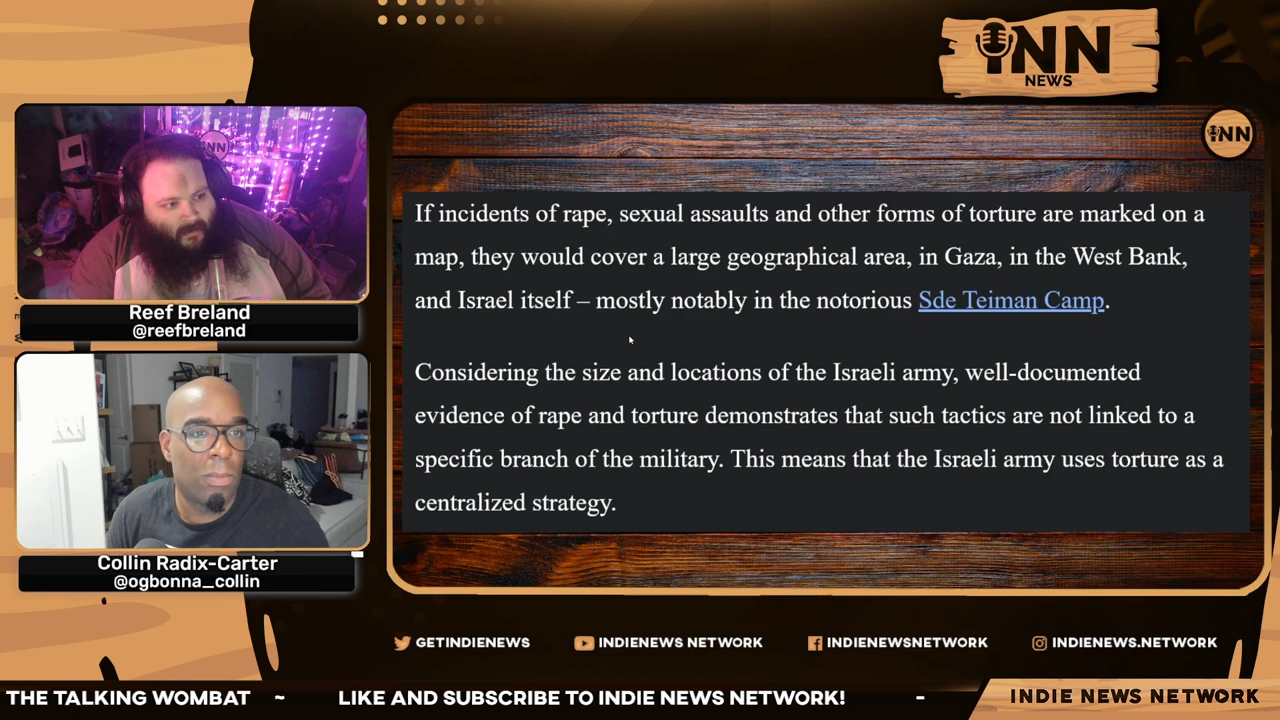 INN
NEWS
INN
INN
If incidents of rape, sexual assaults and other forms of torture are marked on a
map, they would cover a large geographical area, in Gaza, in the West Bank,
and Israel itself – mostly notably in the notorious Sde Teiman Camp.
Considering the size and locations of the Israeli army, well-documented
evidence of rape and torture demonstrates that such tactics are not linked to a
specific branch of the military. This means that the Israeli army uses torture as a
centralized strategy.
Reef Breland
@reefbreland
Collin Radix-Carter
@ogbonna_collin
GETINDIENEWS
INDIENEWS NETWORK
INDIENEWSNETWORK
INDIENEWS.NETWORK
THE TALKING WOMBAT ~ LIKE AND SUBSCRIBE TO INDIE NEWS NETWORK! -
INDIE NEWS NETWORK